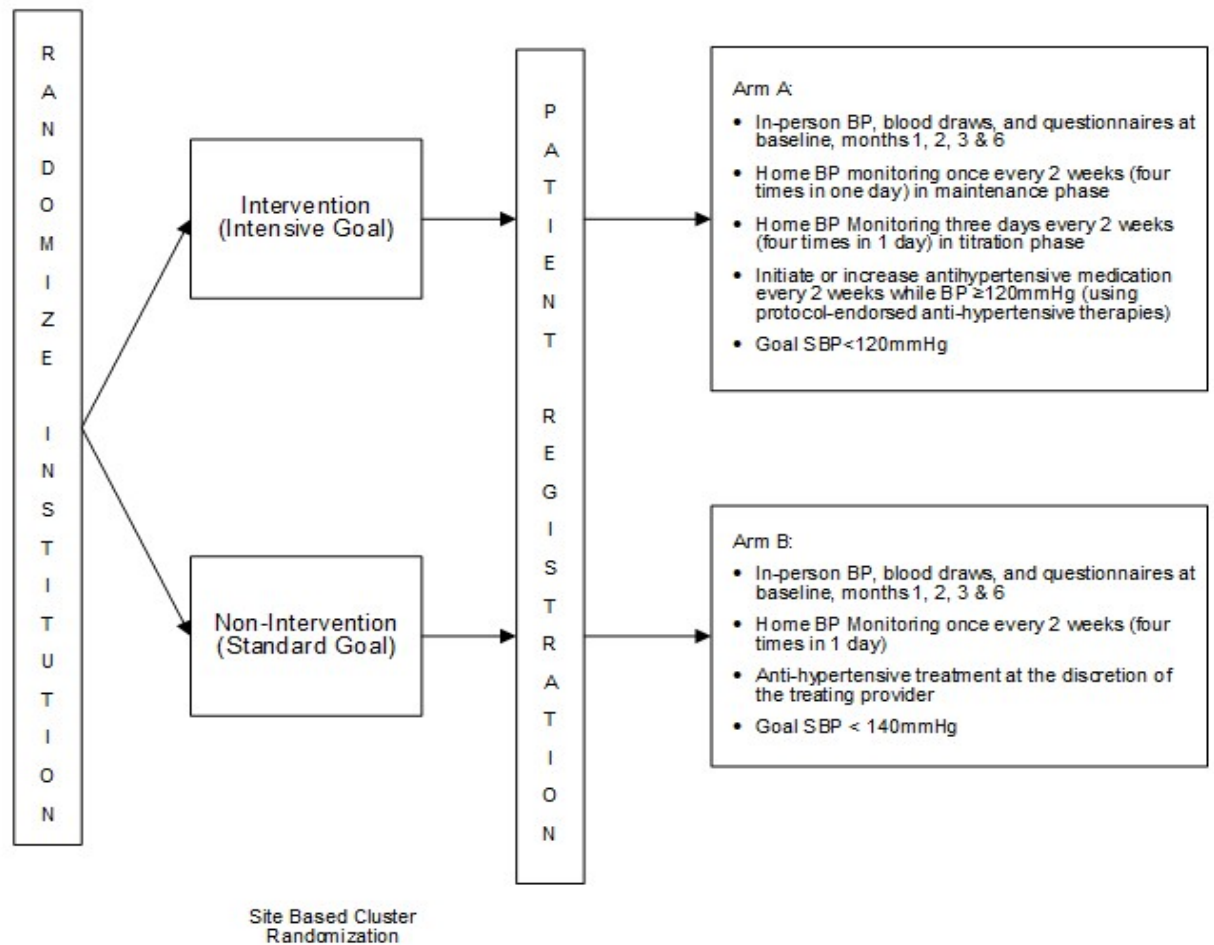 RANDOMIZE INSTITUTION
Intervention
(Intensive Goal)
Non-Intervention
(Standard Goal)
PATIENT REGISTRATION
Arm A:
• In-person BP, blood draws, and questionnaires at
baseline, months 1, 2, 3 & 6
• Home BP monitoring once every 2 weeks (four
times in one day) in maintenance phase
• Home BP Monitoring three days every 2 weeks
(four times in 1 day) in titration phase
• Initiate or increase antihypertensive medication
every 2 weeks while BP ≥120mmHg (using
protocol-endorsed anti-hypertensive therapies)
• Goal SBP<120mmHg
Arm B:
• In-person BP, blood draws, and questionnaires at
baseline, months 1, 2, 3 & 6
• Home BP Monitoring once every 2 weeks (four
times in 1 day)
• Anti-hypertensive treatment at the discretion of
the treating provider
• Goal SBP < 140mmHg
Site Based Cluster
Randomization